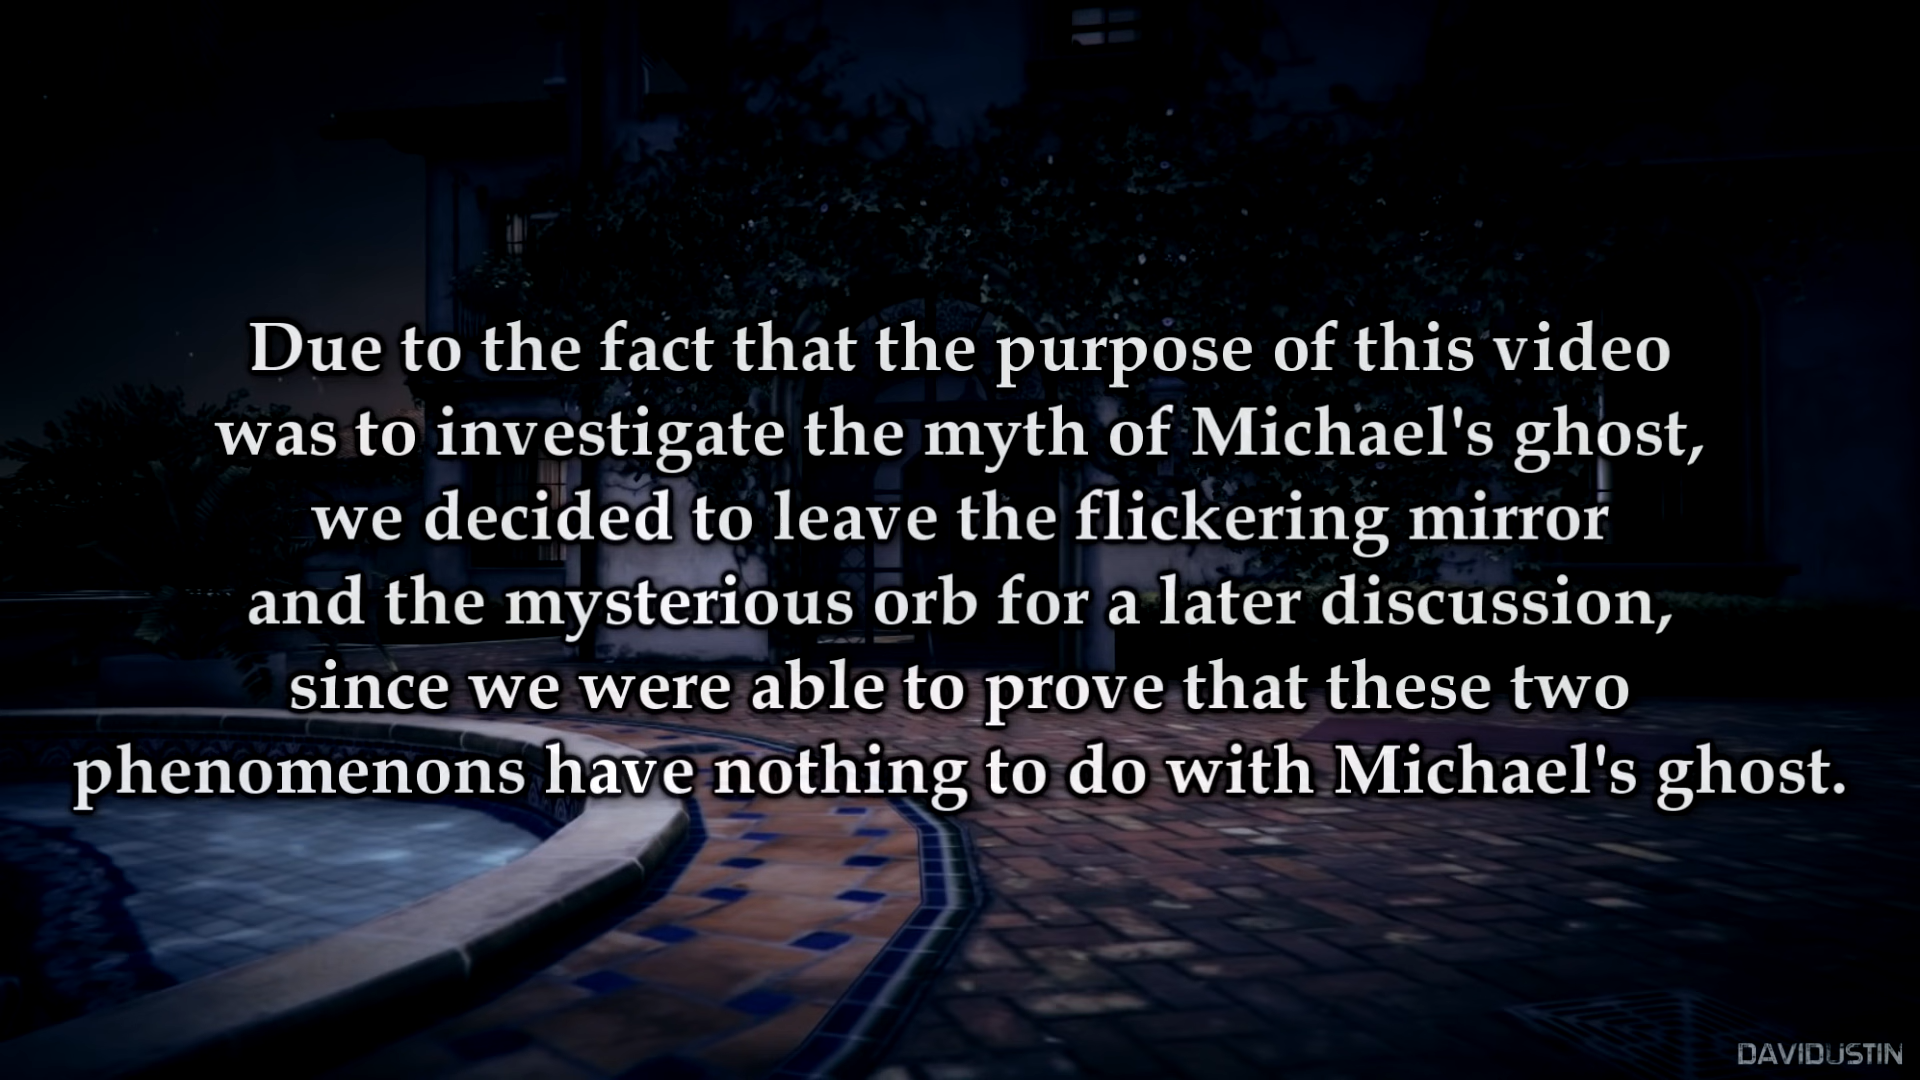 Due to the fact that the purpose of this video
was to investigate the myth of Michael's ghost,
we decided to leave the flickering mirror
and the mysterious orb for a later discussion,
since we were able to prove that these two
phenomenons have nothing to do with Michael's ghost.
DAVIDUSTIN